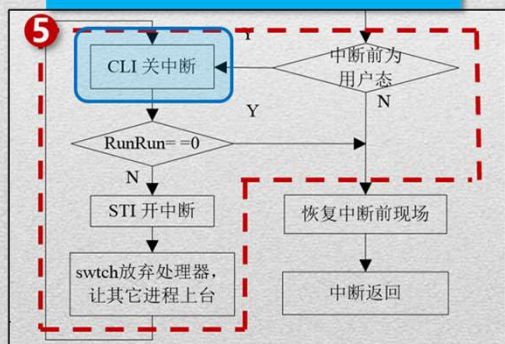 5
Y
CLI 关中断
中断前为
用户态
Y
N
RunRun= =0
N
STI 开中断
恢复中断前现场
swtch放弃处理器，
让其它进程上台
中断返回